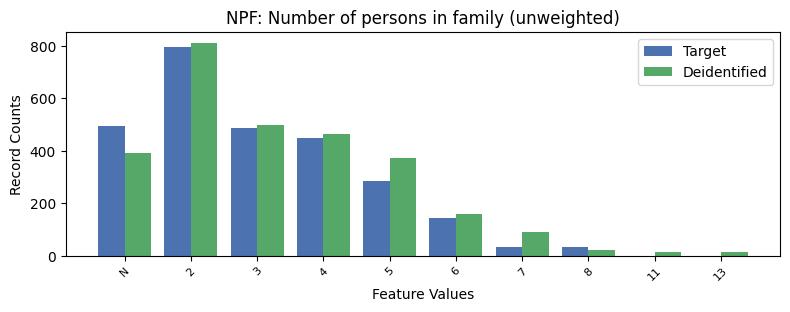 NPF: Number of persons in family (unweighted)
Target
Deidentified
Record Counts
800
600
400
200
0
N 2 3 4 5 6 7 8 11 13
Feature Values